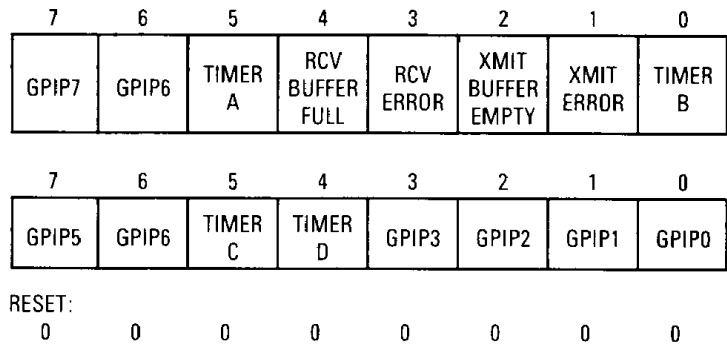 7 6 5 4 3 2 1 0
GPIP7 GPIP6 TIMER A RCV BUFFER FULL RCV ERROR XMIT BUFFER EMPTY XMIT ERROR TIMER B
7 6 5 4 3 2 1 0
GPIP5 GPIP6 TIMER C TIMER D GPIP3 GPIP2 GPIP1 GPIP0
RESET:
0 0 0 0 0 0 0 0